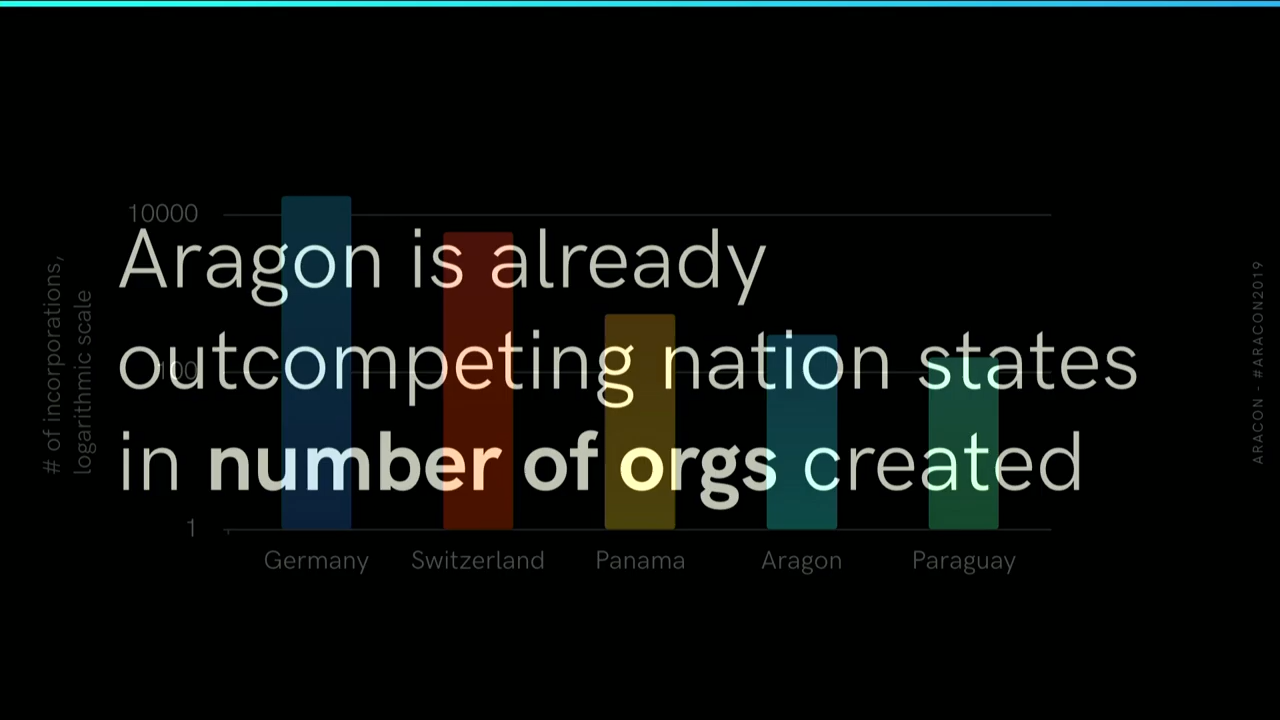 10000
Aragon is already
outcompeting nation states
in number of orgs created
100
1
# of incorporations,
logarithmic scale
Germany
Switzerland
Panama
Aragon
Paraguay
ARACON - #ARACON2019